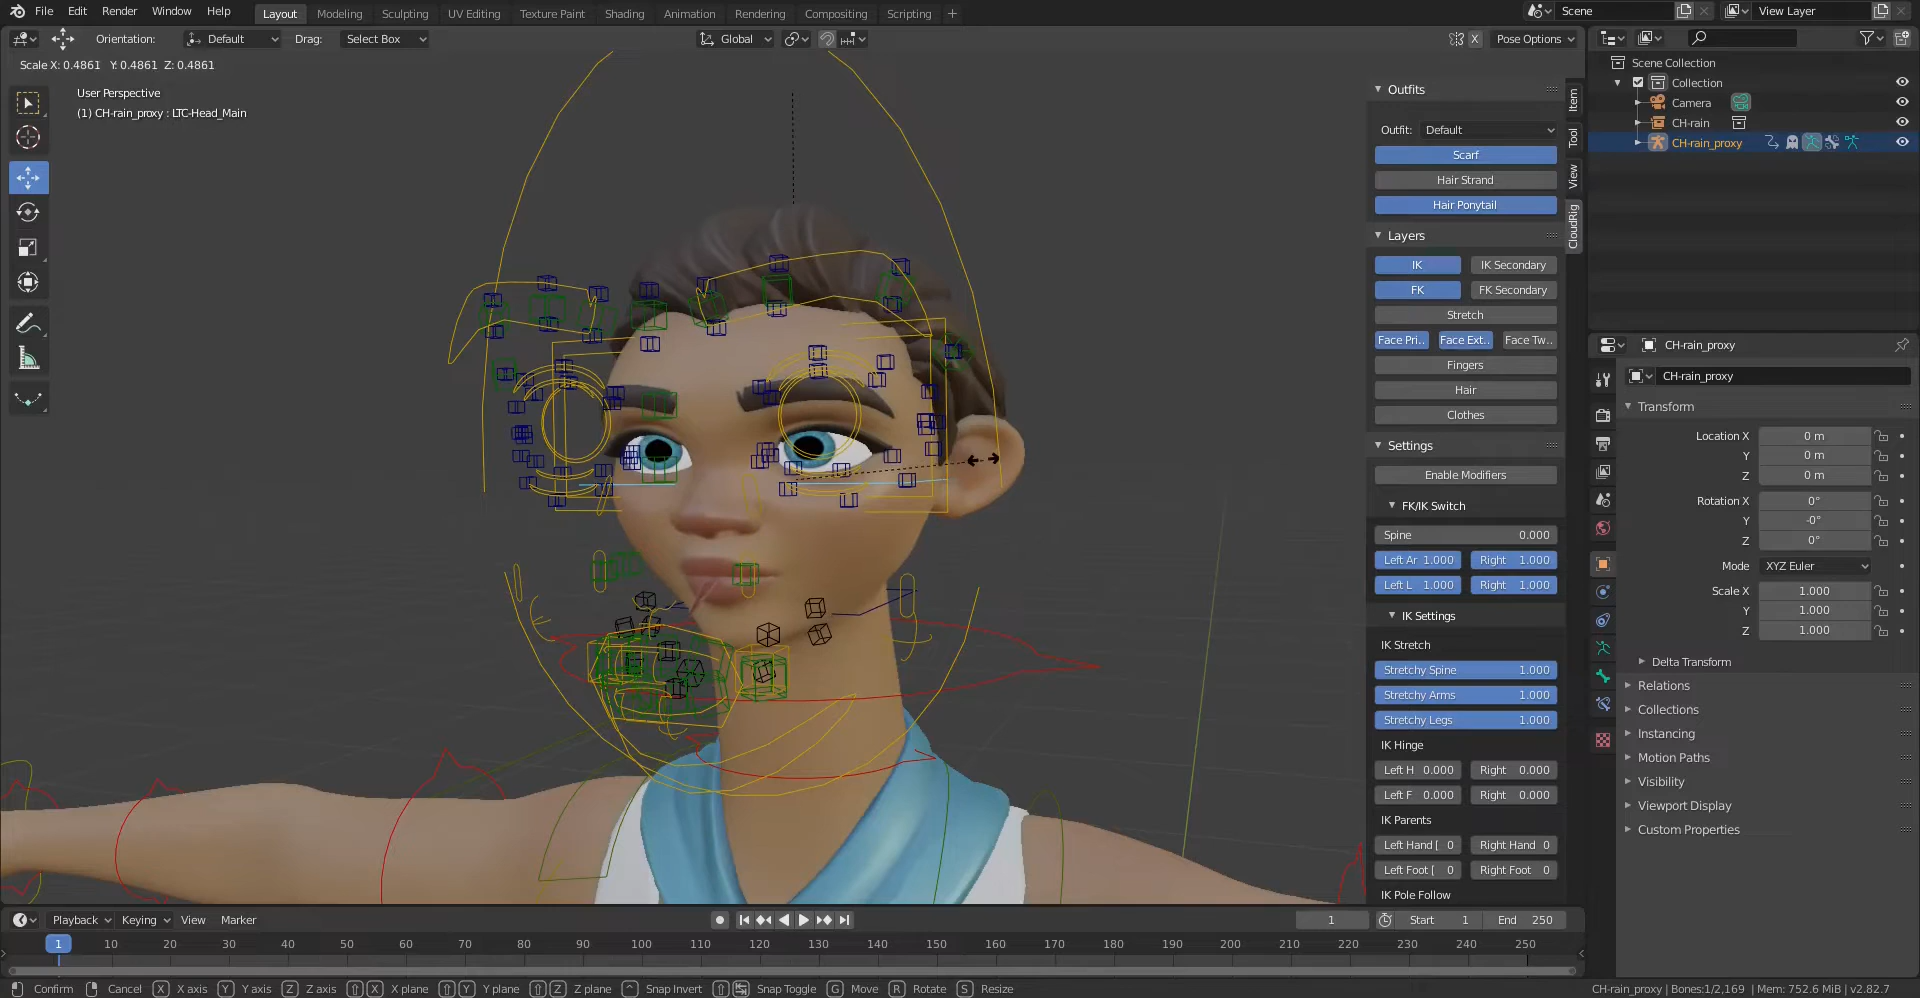 File Edit Render Window Help Layout Modeling Sculpting UV Editing Texture Paint Shading Animation Rendering Compositing Scripting Scene View Layer
Orientation: Default Drag: Select Box Global X Pose Options
Scale X: 0.4861 Y: 0.4861 Z: 0.4861
User Perspective
(1) CH-rain_proxy : LTC-Head_Main
Item
Tool
View
CloudRig
Outfits
Outfit: Default
Scarf
Hair Strand
Hair Ponytail
Layers
IK IK Secondary
FK FK Secondary
Stretch
Face Pri.. Face Ext.. Face Tw..
Fingers
Hair
Clothes
Settings
Enable Modifiers
FK/IK Switch
Spine 0.000
Left Ar 1.000 Right 1.000
Left L 1.000 Right 1.000
IK Settings
IK Stretch
Stretchy Spine 1.000
Stretchy Arms 1.000
Stretchy Legs 1.000
IK Hinge
Left H 0.000 Right 0.000
Left F 0.000 Right 0.000
IK Parents
Left Hand [ 0 Right Hand 0
Left Foot [ 0 Right Foot 0
IK Pole Follow
Scene Collection
Collection
Camera
CH-rain
CH-rain_proxy
CH-rain_proxy
CH-rain_proxy
Transform
Location X 0 m
Y 0 m
Z 0 m
Rotation X 0°
Y -0°
Z 0°
Mode XYZ Euler
Scale X 1.000
Y 1.000
Z 1.000
Delta Transform
Relations
Collections
Instancing
Motion Paths
Visibility
Viewport Display
Custom Properties
Playback Keying View Marker 1 Start 1 End 250
1 10 20 30 40 50 60 70 80 90 100 110 120 130 140 150 160 170 180 190 200 210 220 230 240 250
Confirm Cancel X X axis Y Y axis Z Z axis X X plane Y Y plane Z Z plane ^ Snap Invert Snap Toggle G Move R Rotate S Resize CH-rain_proxy | Bones:1/2,169 | Mem: 752.6 MiB | v2.82.7